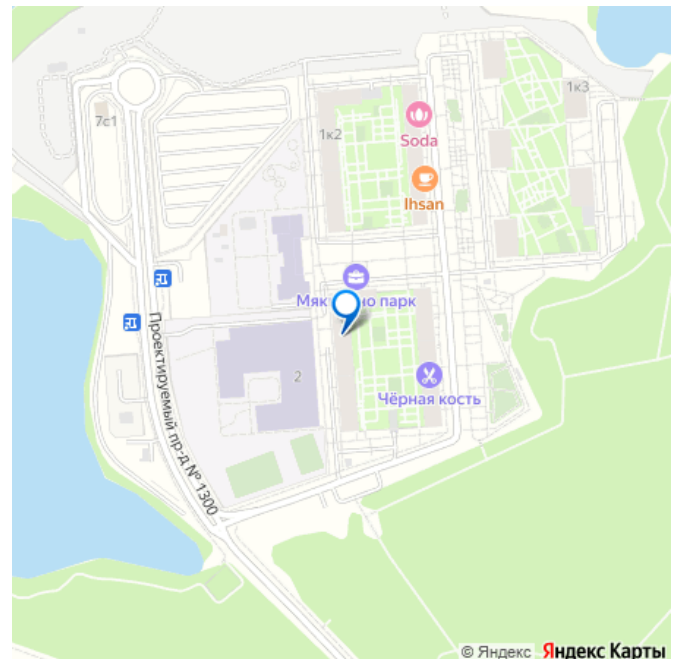 7с1
1к2
1к3
Soda
Ihsan
Мяк но парк
Чёрная кость
2
Проектируемый пр-д № 1300
© Яндекс Яндекс Карты